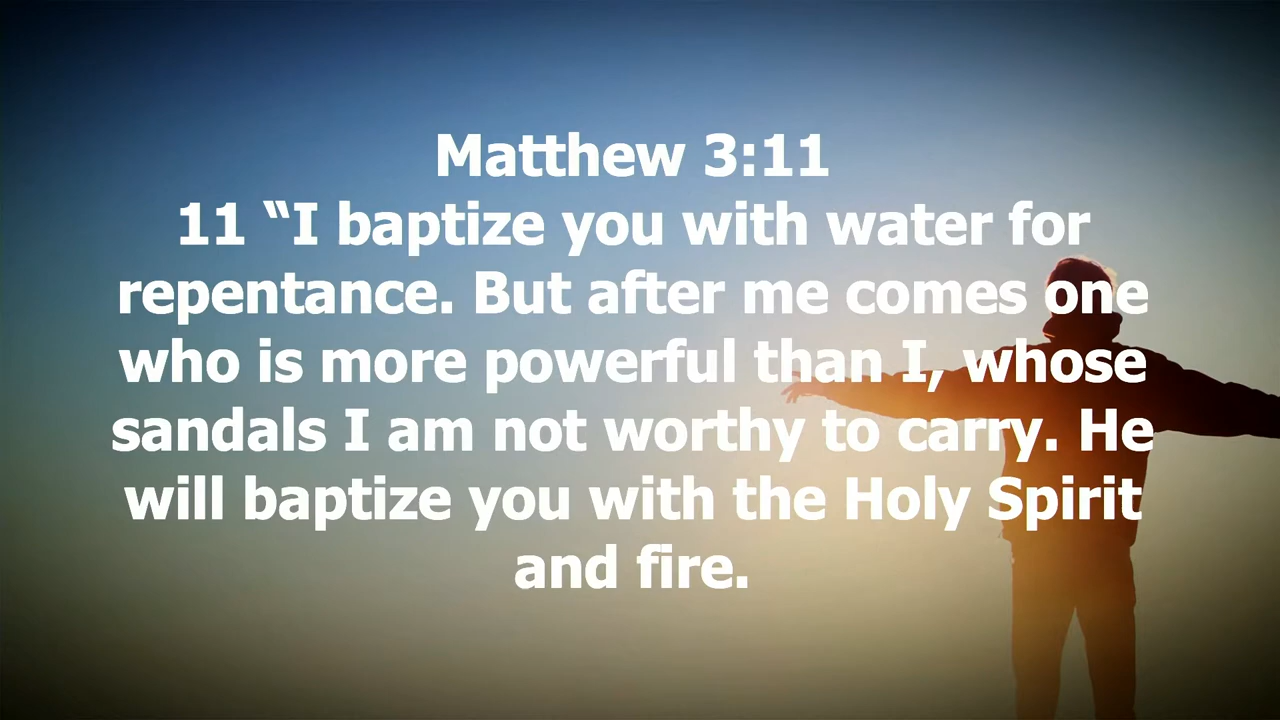 Matthew 3:11
11 “I baptize you with water for
repentance. But after me comes one
who is more powerful than I, whose
sandals I am not worthy to carry. He
will baptize you with the Holy Spirit
and fire.